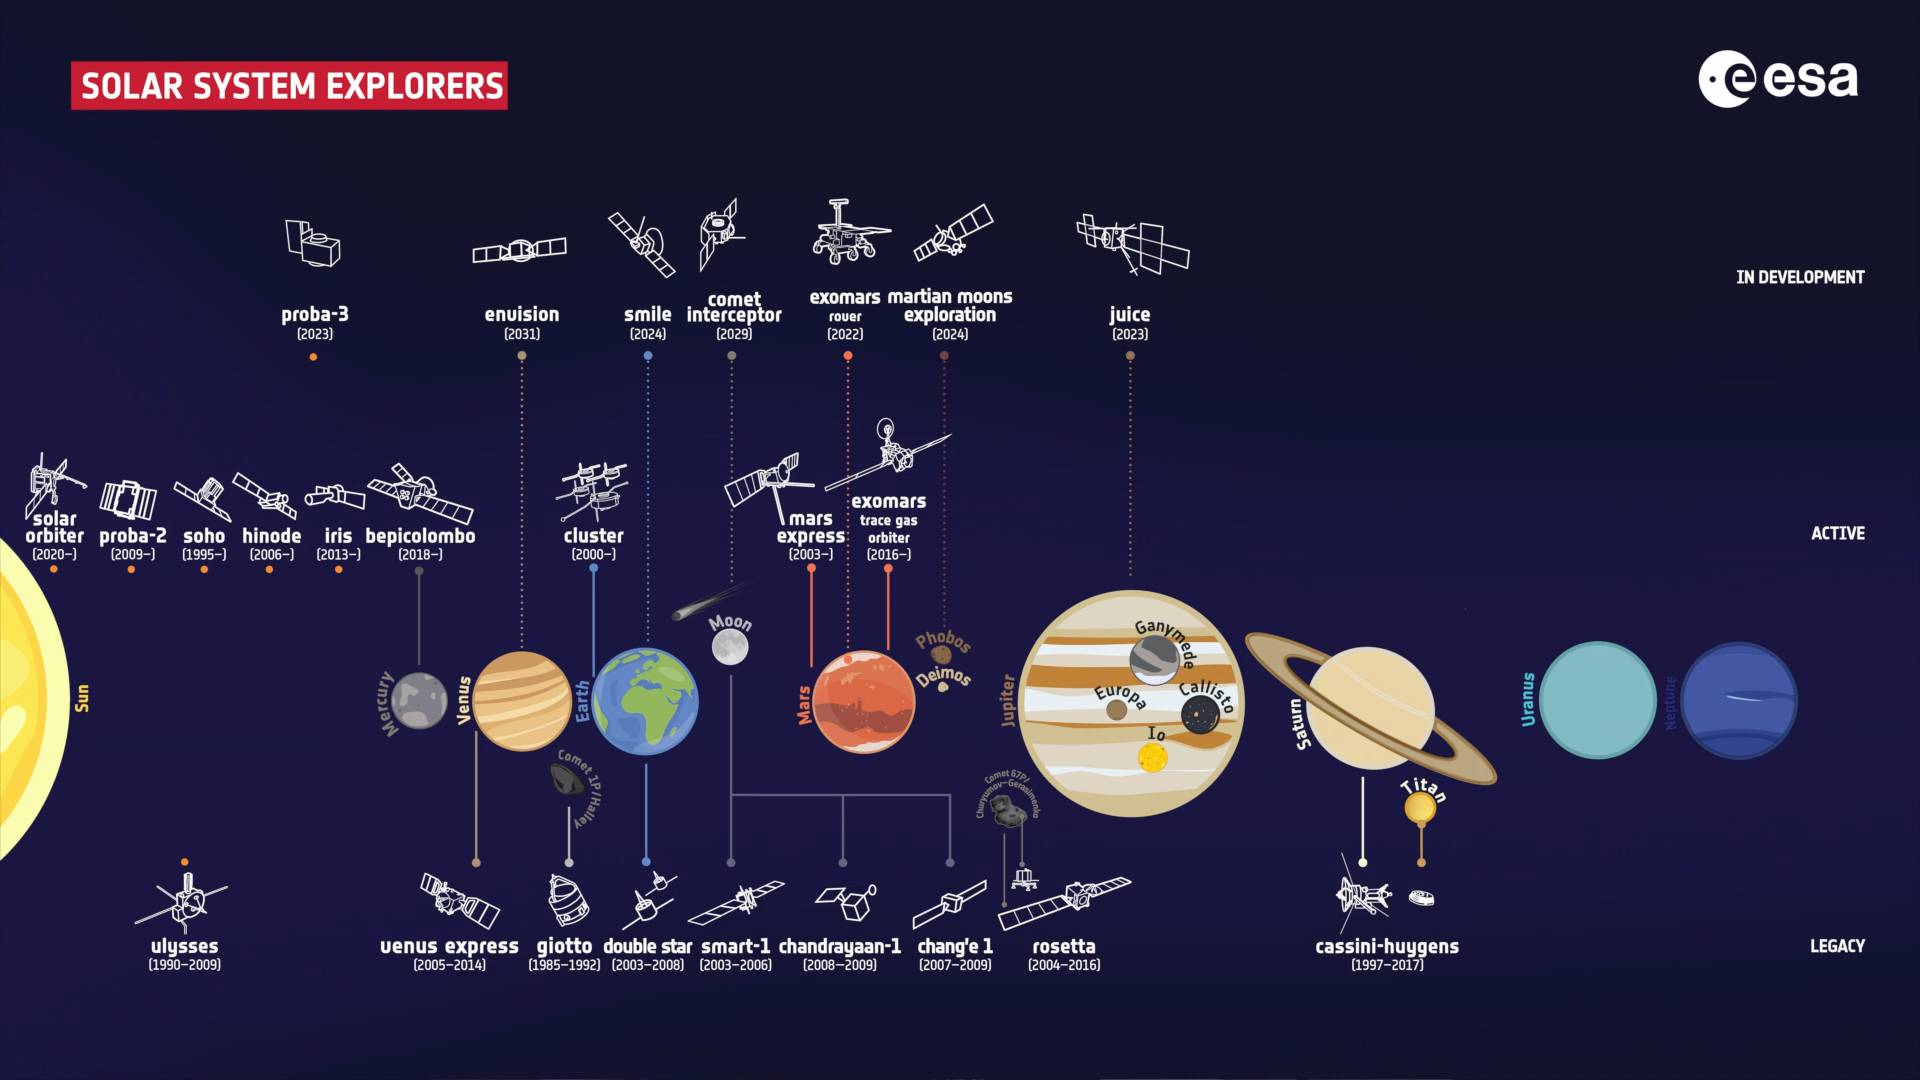 SOLAR SYSTEM EXPLORERS
esa
proba-3
(2023)
envision
(2031)
smile
(2024)
comet
interceptor
(2029)
exomars
rover
(2022)
martian moons
exploration
(2024)
juice
(2023)
IN DEVELOPMENT
solar
orbiter
(2020–)
proba-2
(2009–)
soho
(1995–)
hinode
(2006–)
iris
(2013–)
bepicolombo
(2018–)
cluster
(2000–)
mars
express
(2003–)
exomars
trace gas
orbiter
(2016–)
ACTIVE
Sun
Mercury
Venus
Earth
Moon
Mars
Phobos
Deimos
Jupiter
Ganymede
Europa
Callisto
Io
Saturn
Titan
Uranus
Neptune
Comet 1P/Halley
Comet 67P/
Churyumov–Gerasimenko
ulysses
(1990–2009)
venus express
(2005–2014)
giotto
(1985–1992)
double star
(2003–2008)
smart-1
(2003–2006)
chandrayaan-1
(2008–2009)
chang'e 1
(2007–2009)
rosetta
(2004–2016)
cassini-huygens
(1997–2017)
LEGACY